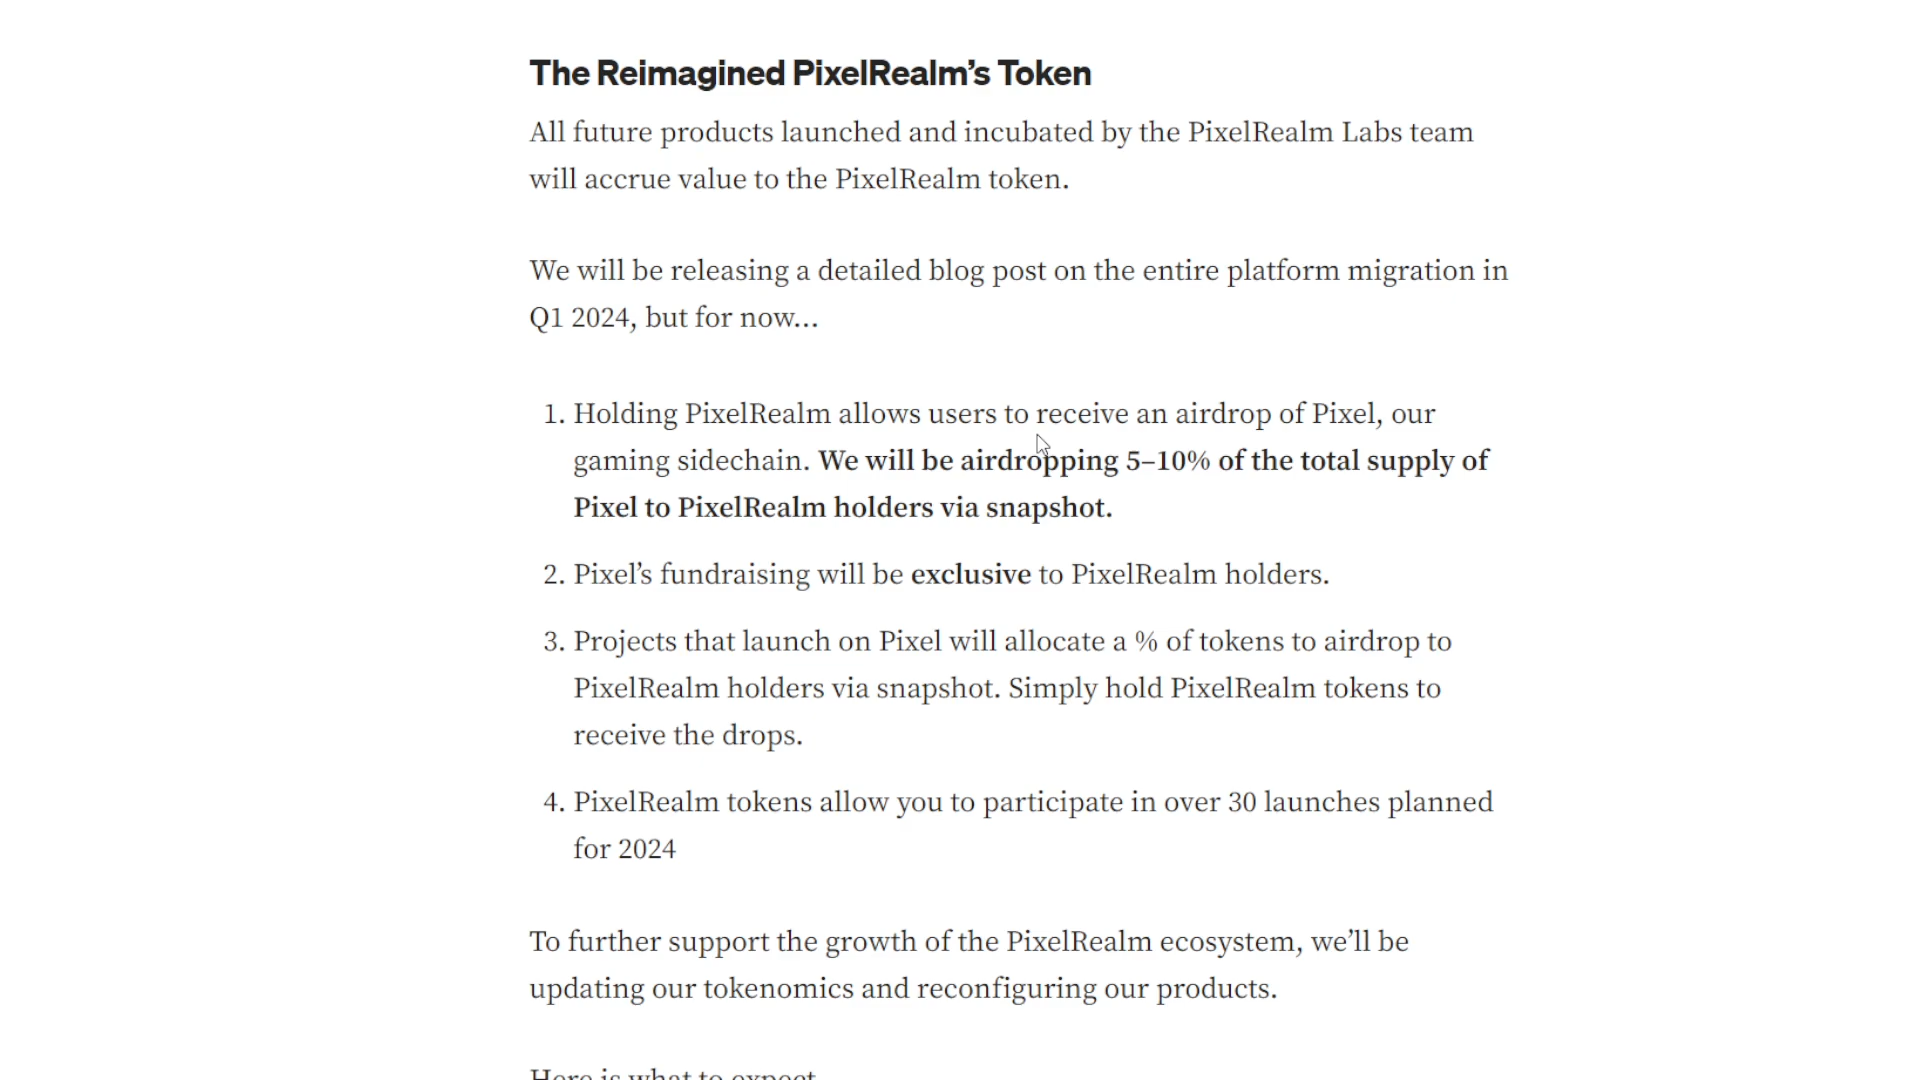 The Reimagined PixelRealm’s Token
All future products launched and incubated by the PixelRealm Labs team
will accrue value to the PixelRealm token.
We will be releasing a detailed blog post on the entire platform migration in
Q1 2024, but for now…
1. Holding PixelRealm allows users to receive an airdrop of Pixel, our
gaming sidechain. We will be airdropping 5–10% of the total supply of
Pixel to PixelRealm holders via snapshot.
2. Pixel’s fundraising will be exclusive to PixelRealm holders.
3. Projects that launch on Pixel will allocate a % of tokens to airdrop to
PixelRealm holders via snapshot. Simply hold PixelRealm tokens to
receive the drops.
4. PixelRealm tokens allow you to participate in over 30 launches planned
for 2024
To further support the growth of the PixelRealm ecosystem, we’ll be
updating our tokenomics and reconfiguring our products.
Here is what to expect